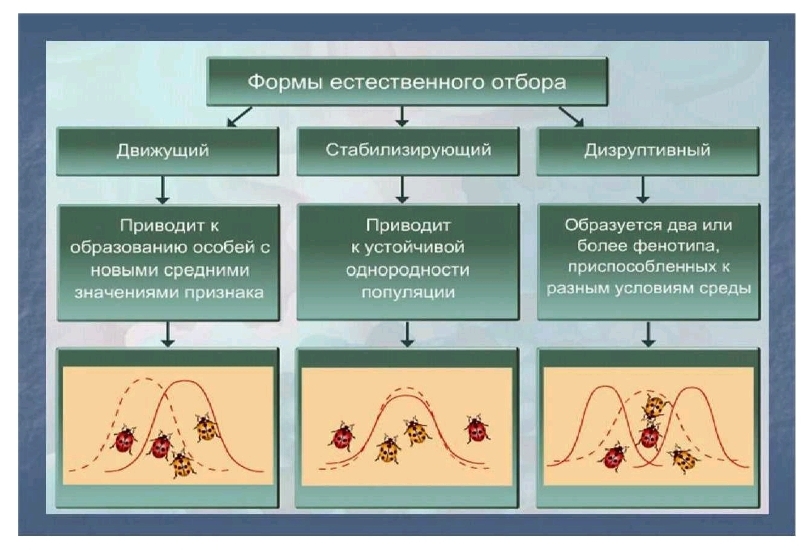 Формы естественного отбора
Движущий
Стабилизирующий
Дизруптивный
Приводит к
образованию особей с
новыми средними
значениями признака
Приводит
к устойчивой
однородности
популяции
Образуется два или
более фенотипа,
приспособленных к
разным условиям среды